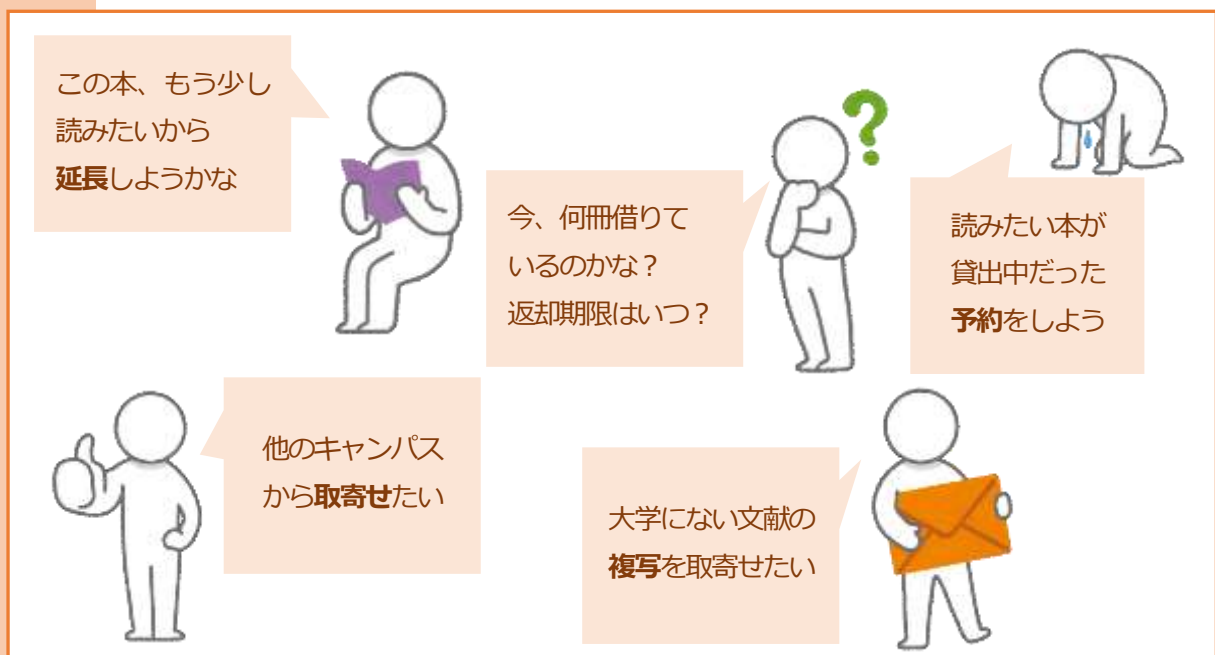 この本、もう少し
読みたいから
延長しようかな
今、何冊借りて
いるのかな？
返却期限はいつ？
読みたい本が
貸出中だった
予約をしよう
他のキャンパス
から取寄せたい
大学にない文献の
複写を取寄せたい